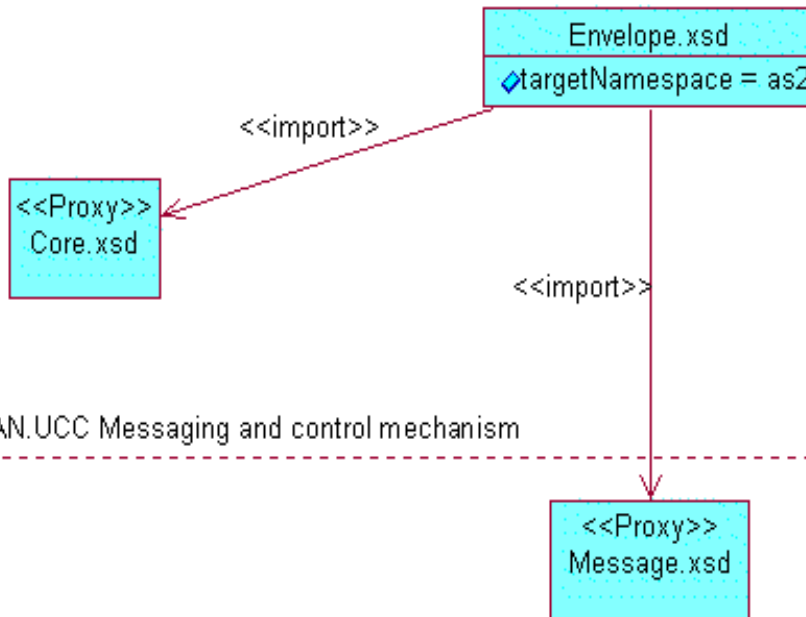 Envelope.xsd
targetNamespace = as2
<<import>>
<<Proxy>>
Core.xsd
<<import>>
AN.UCC Messaging and control mechanism
<<Proxy>>
Message.xsd